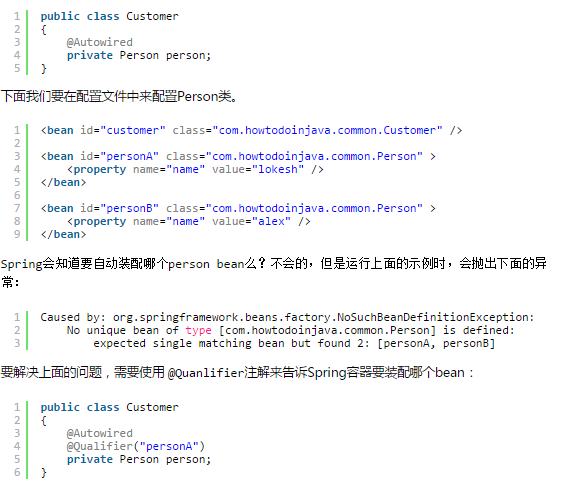 1 public class Customer
2 {
3 @Autowired
4 private Person person;
5 }
下面我们要在配置文件中来配置Person类。
1 <bean id="customer" class="com.howtodoinjava.common.Customer" />
2
3 <bean id="personA" class="com.howtodoinjava.common.Person" >
4 <property name="name" value="lokesh" />
5 </bean>
6
7 <bean id="personB" class="com.howtodoinjava.common.Person" >
8 <property name="name" value="alex" />
9 </bean>
Spring会知道要自动装配哪个person bean么？不会的，但是运行上面的示例时，会抛出下面的异
常：
1 Caused by: org.springframework.beans.factory.NoSuchBeanDefinitionException:
2 No unique bean of type [com.howtodoinjava.common.Person] is defined:
3 expected single matching bean but found 2: [personA, personB]
要解决上面的问题，需要使用 @Quanlifier注解来告诉Spring容器要装配哪个bean：
1 public class Customer
2 {
3 @Autowired
4 @Qualifier("personA")
5 private Person person;
6 }